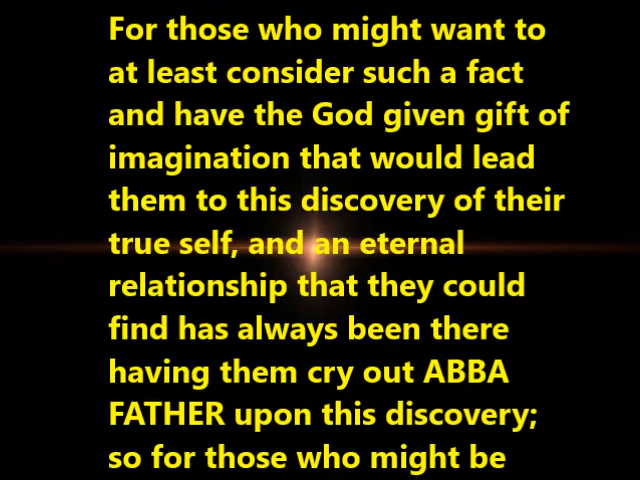 For those who might want to
at least consider such a fact
and have the God given gift of
imagination that would lead
them to this discovery of their
true self, and an eternal
relationship that they could
find has always been there
having them cry out ABBA
FATHER upon this discovery;
so for those who might be